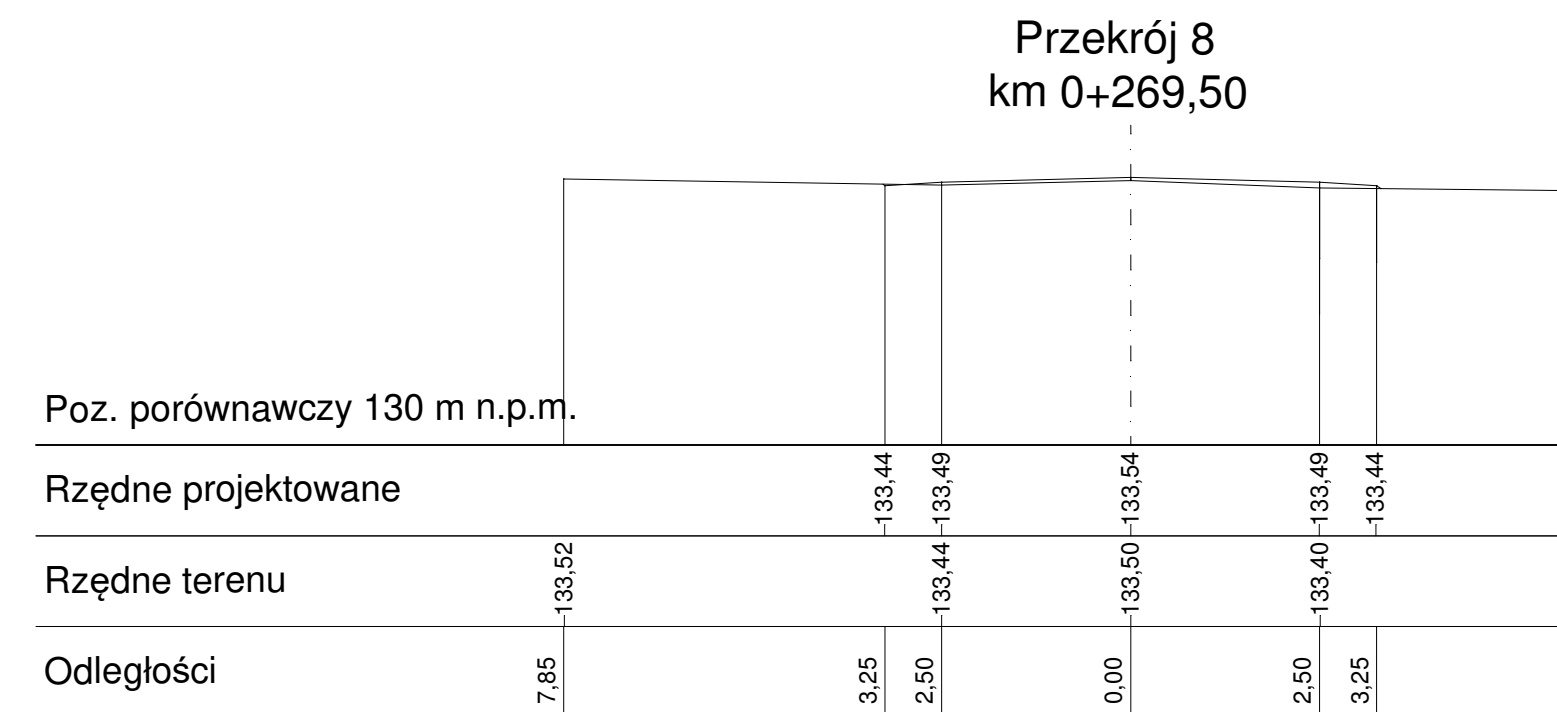 Przekrój 8
km 0+269,50
Poz. porównawczy 130 m n.p.m.
Rzędne projektowane
133,44 133,49 133,54 133,49 133,44
Rzędne terenu
133,52 133,44 133,50 133,40
Odległości
7,85 3,25 2,50 0,00 2,50 3,25